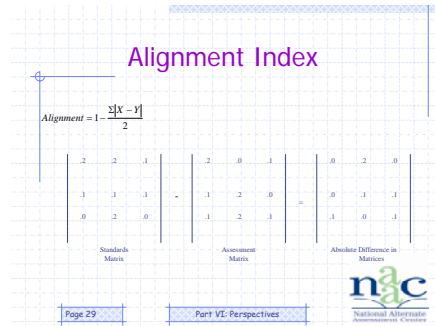 Alignment Index
Alignment = 1 - Σ|X - Y| / 2
.2 .2 .1 .2 .0 .1 .0 .2 .0
.1 .1 .1 - .1 .2 .0 = .0 .1 .1
.0 .2 .0 .1 .2 .1 .1 .0 .1
Standards Matrix
Assessment Matrix
Absolute Difference in Matrices
nac
National Alternate
Assessment Center
Page 29
Part VI: Perspectives